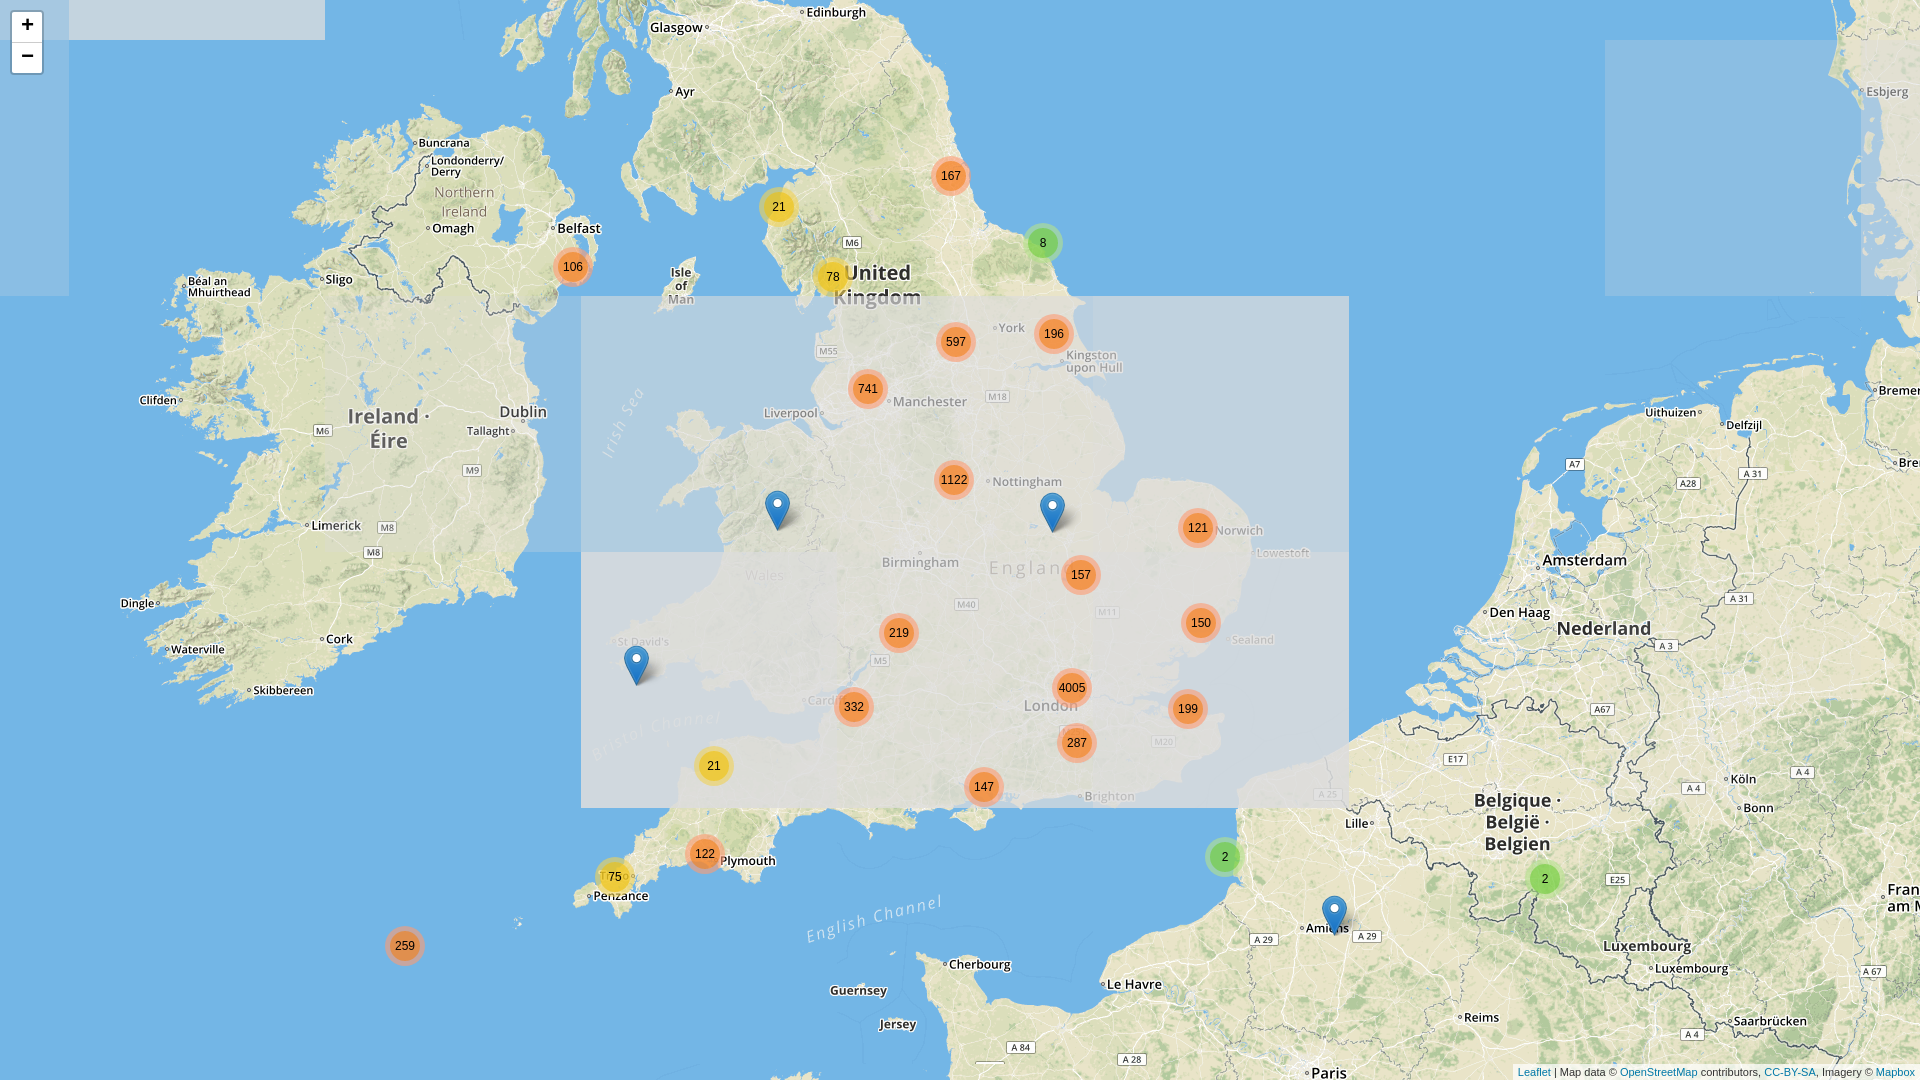 +
−
Glasgow
Edinburgh
Ayr
Esbjerg
Buncrana
Londonderry/
Derry
Northern
Ireland
Omagh
Belfast
167
21
8
M6
106
78
United
Kingdom
Isle
of
Man
Sligo
Béal an
Mhuirthead
York
196
597
M55
Kingston
upon Hull
741
Manchester
M18
Liverpool
Irish Sea
Clifden
Ireland ·
Éire
Dublin
Tallaght
M6
M9
Uithuizen
Delfzijl
A7
A 31
A28
1122
Nottingham
121
Norwich
Lowestoft
Limerick
M8
M8
Birmingham
Wales
157
Amsterdam
Dingle
M40
M11
A 31
Den Haag
Nederland
219
150
Sealand
Cork
Waterville
St David's
M5
A 3
Skibbereen
4005
London
332
199
A67
Bristol Channel
287
M20
E17
21
147
Brighton
A 25
Köln
A 4
A 4
Bonn
Belgique ·
België ·
Belgien
Lille
122
Plymouth
75
Penzance
2
2
E25
English Channel
259
A 29
A 29
Luxembourg
Luxembourg
Cherbourg
A 67
Le Havre
Guernsey
Jersey
Reims
Saarbrücken
A 4
A 84
A 28
Paris
Leaflet | Map data © OpenStreetMap contributors, CC-BY-SA, Imagery © Mapbox